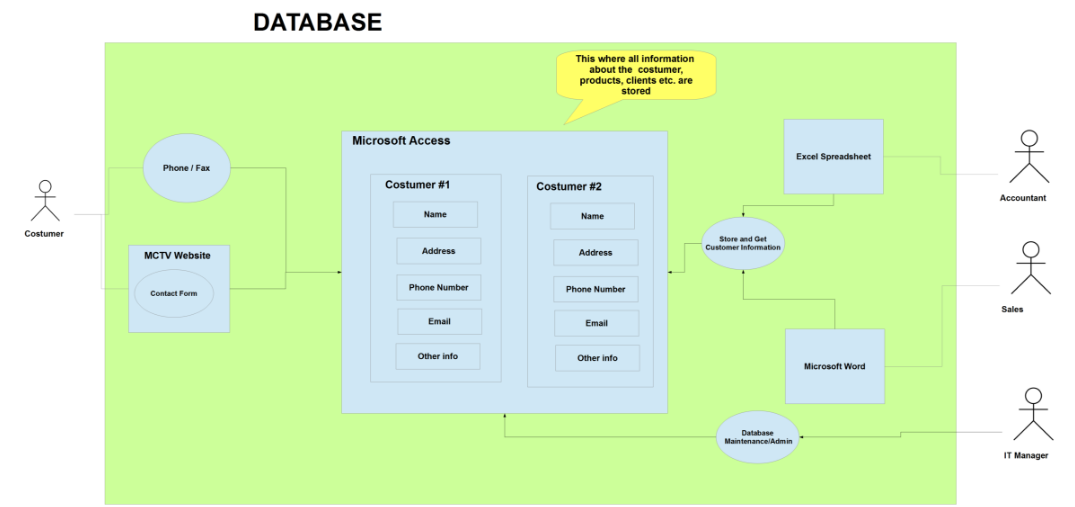 DATABASE
This where all information
about the costumer,
products, clients etc. are
stored
Microsoft Access
Excel Spreadsheet
Phone / Fax
Accountant
Costumer #1
Costumer #2
Name
Name
Costumer
Store and Get
Customer Information
MCTV Website
Address
Address
Contact Form
Phone Number
Phone Number
Sales
Email
Email
Other info
Other info
Microsoft Word
Database
Maintenance/Admin
IT Manager